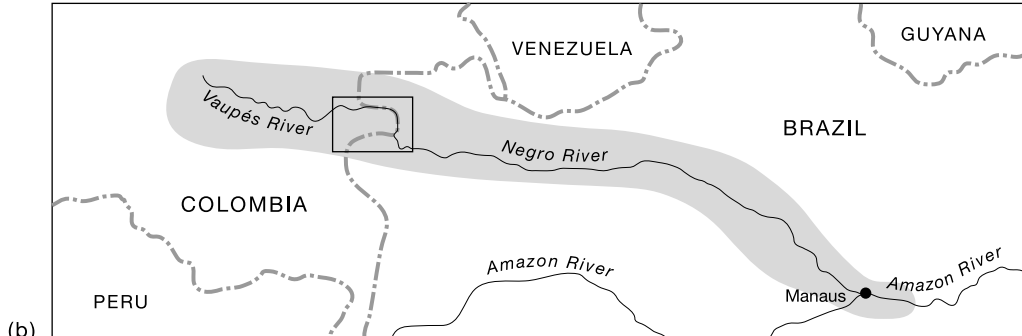 VENEZUELA
GUYANA
Vaupés River
BRAZIL
Negro River
COLOMBIA
Amazon River
Amazon River
Manaus
PERU
(b)